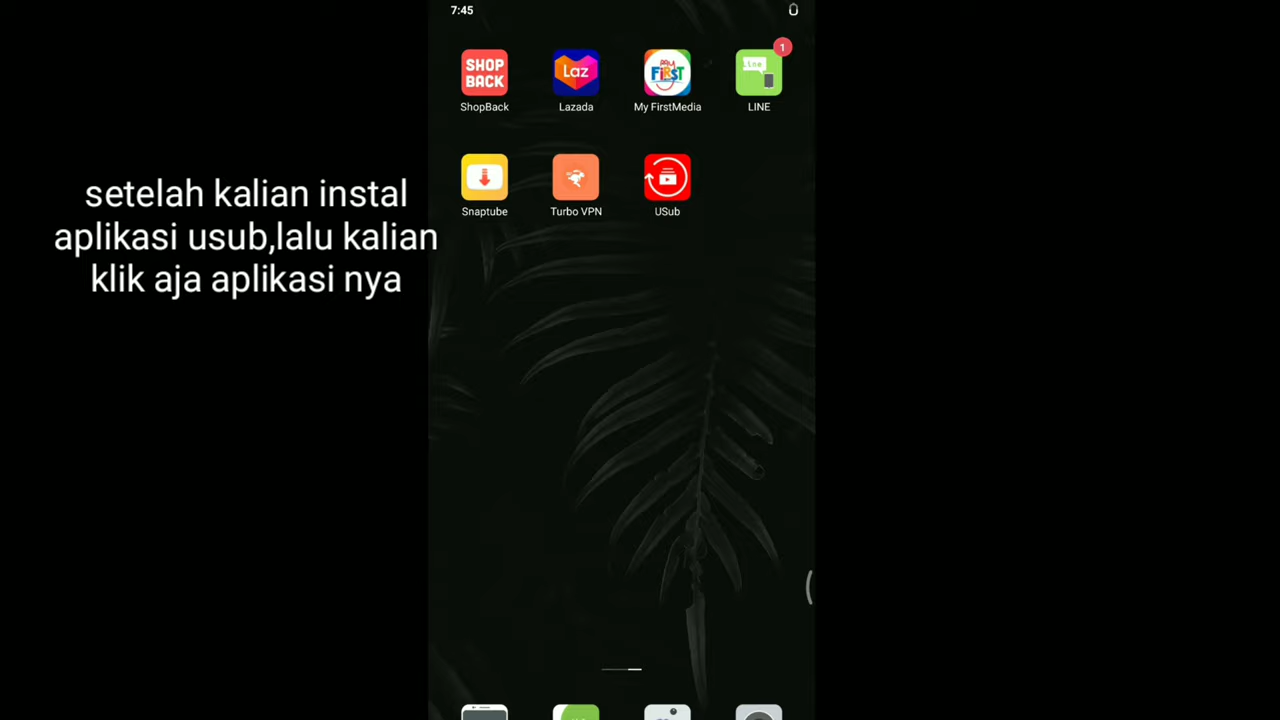 7:45
SHOP
BACK
Laz
My
FIRST
Line
1
ShopBack
Lazada
My FirstMedia
LINE
Snaptube
Turbo VPN
USub
setelah kalian instal
aplikasi usub,lalu kalian
klik aja aplikasi nya